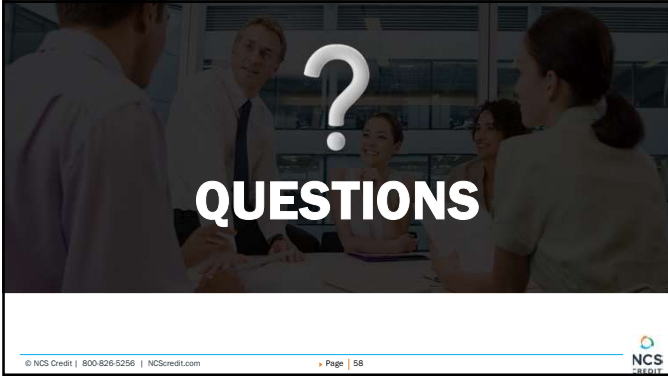 ?
QUESTIONS
© NCS Credit | 800-826-5256 | NCScredit.com
Page | 58
NCS
CREDIT